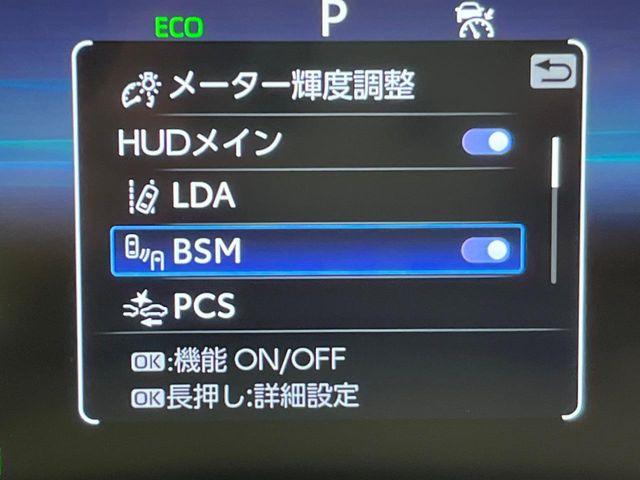 ECO
P
メーター輝度調整
HUDメイン
LDA
BSM
PCS
OK:機能 ON/OFF
OK長押し:詳細設定